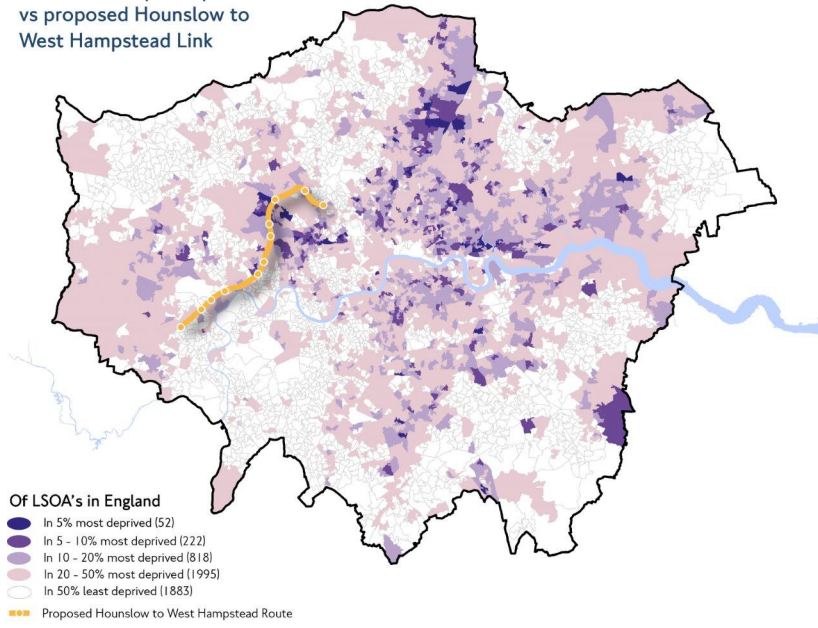 vs proposed Hounslow to
West Hampstead Link
Of LSOA's in England
In 5% most deprived (52)
In 5 - 10% most deprived (222)
In 10 - 20% most deprived (818)
In 20 - 50% most deprived (1995)
In 50% least deprived (1883)
Proposed Hounslow to West Hampstead Route